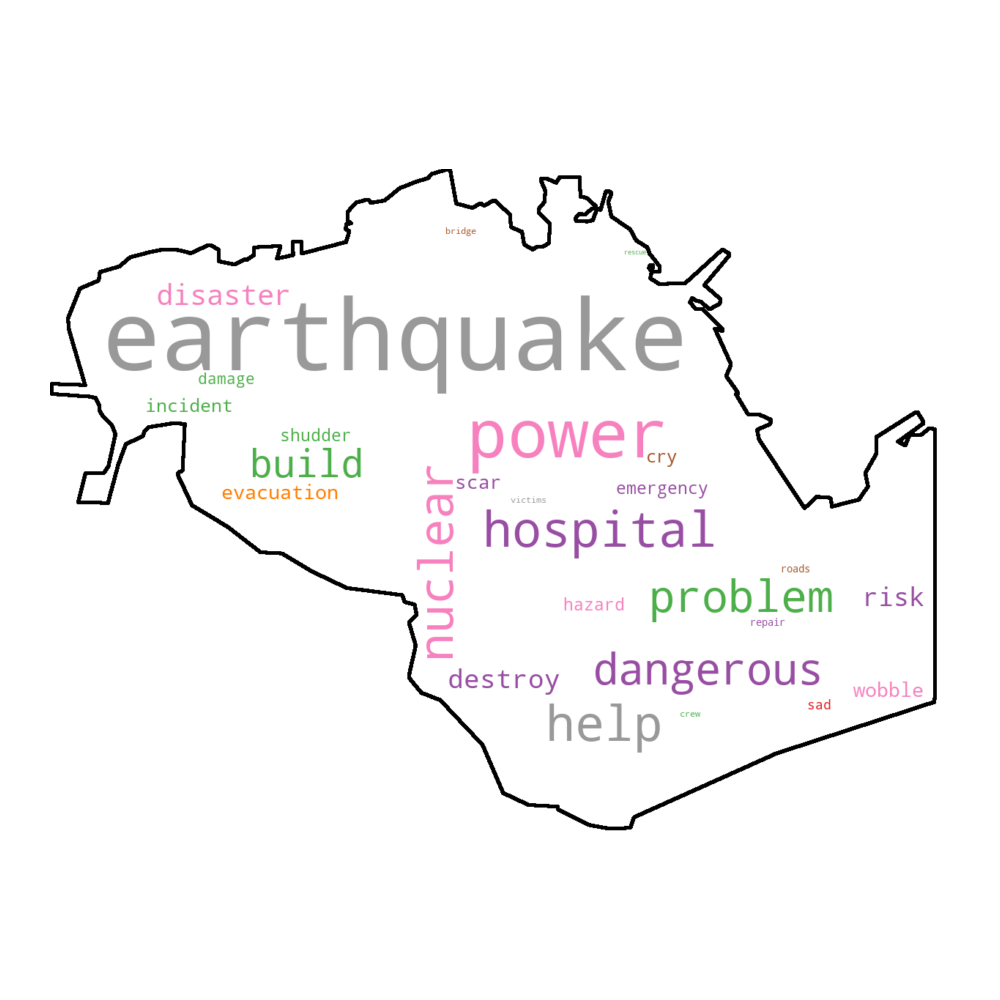 bridge
rescue
disaster
earthquake
damage
incident
power
shudder
build
cry
nuclear
scar
evacuation
emergency
victims
hospital
roads
problem
risk
hazard
repair
dangerous
destroy
wobble
sad
help
crew